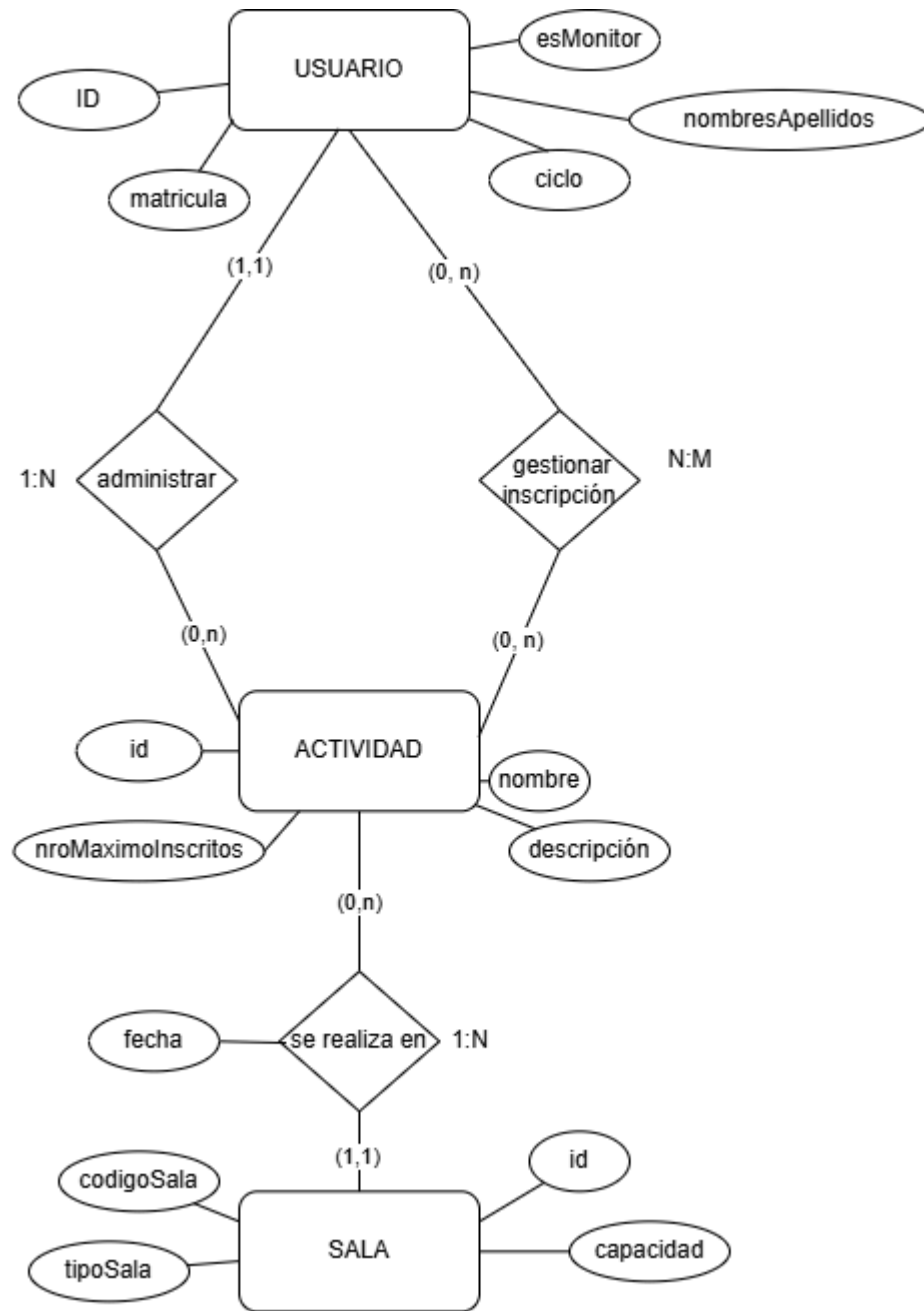 esMonitor
USUARIO
ID
nombresApellidos
matricula
ciclo
(1,1)
(0, n)
1:N
administrar
gestionar
inscripción
N:M
(0,n)
(0, n)
id
ACTIVIDAD
nombre
nroMaximoInscritos
descripción
(0,n)
fecha
se realiza en
1:N
(1,1)
id
codigoSala
SALA
capacidad
tipoSala